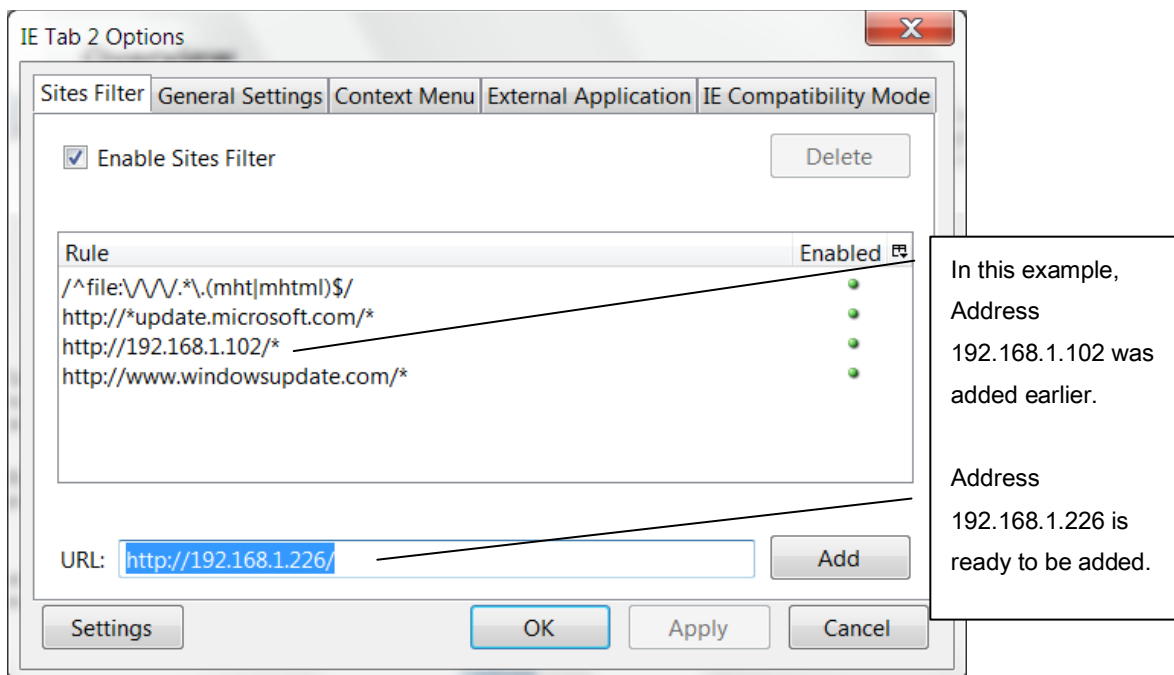 IE Tab 2 Options
Sites Filter General Settings Context Menu External Application IE Compatibility Mode
Enable Sites Filter
Delete
Rule Enabled
/^file:\/\/\/.*\.(mht|mhtml)$/
http://*update.microsoft.com/*
http://192.168.1.102/*
http://www.windowsupdate.com/*
URL: http://192.168.1.226/ Add
Settings OK Apply Cancel
In this example,
Address
192.168.1.102 was
added earlier.
Address
192.168.1.226 is
ready to be added.